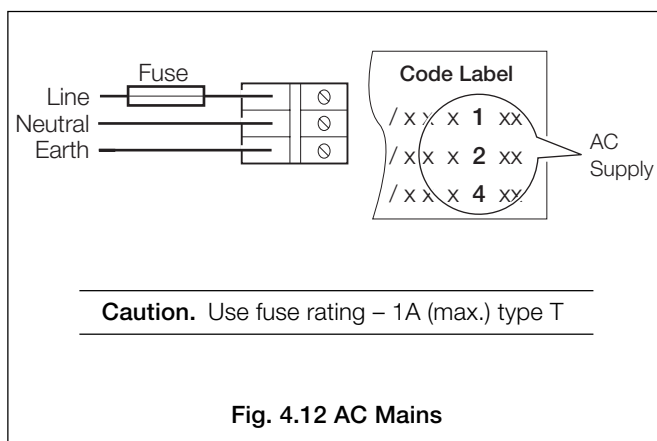 Fuse
Line
Neutral
Earth
Code Label
/ x x x 1 xx
/ x x x 2 xx
/ x x x 4 xx
AC
Supply
Caution. Use fuse rating – 1A (max.) type T
Fig. 4.12 AC Mains